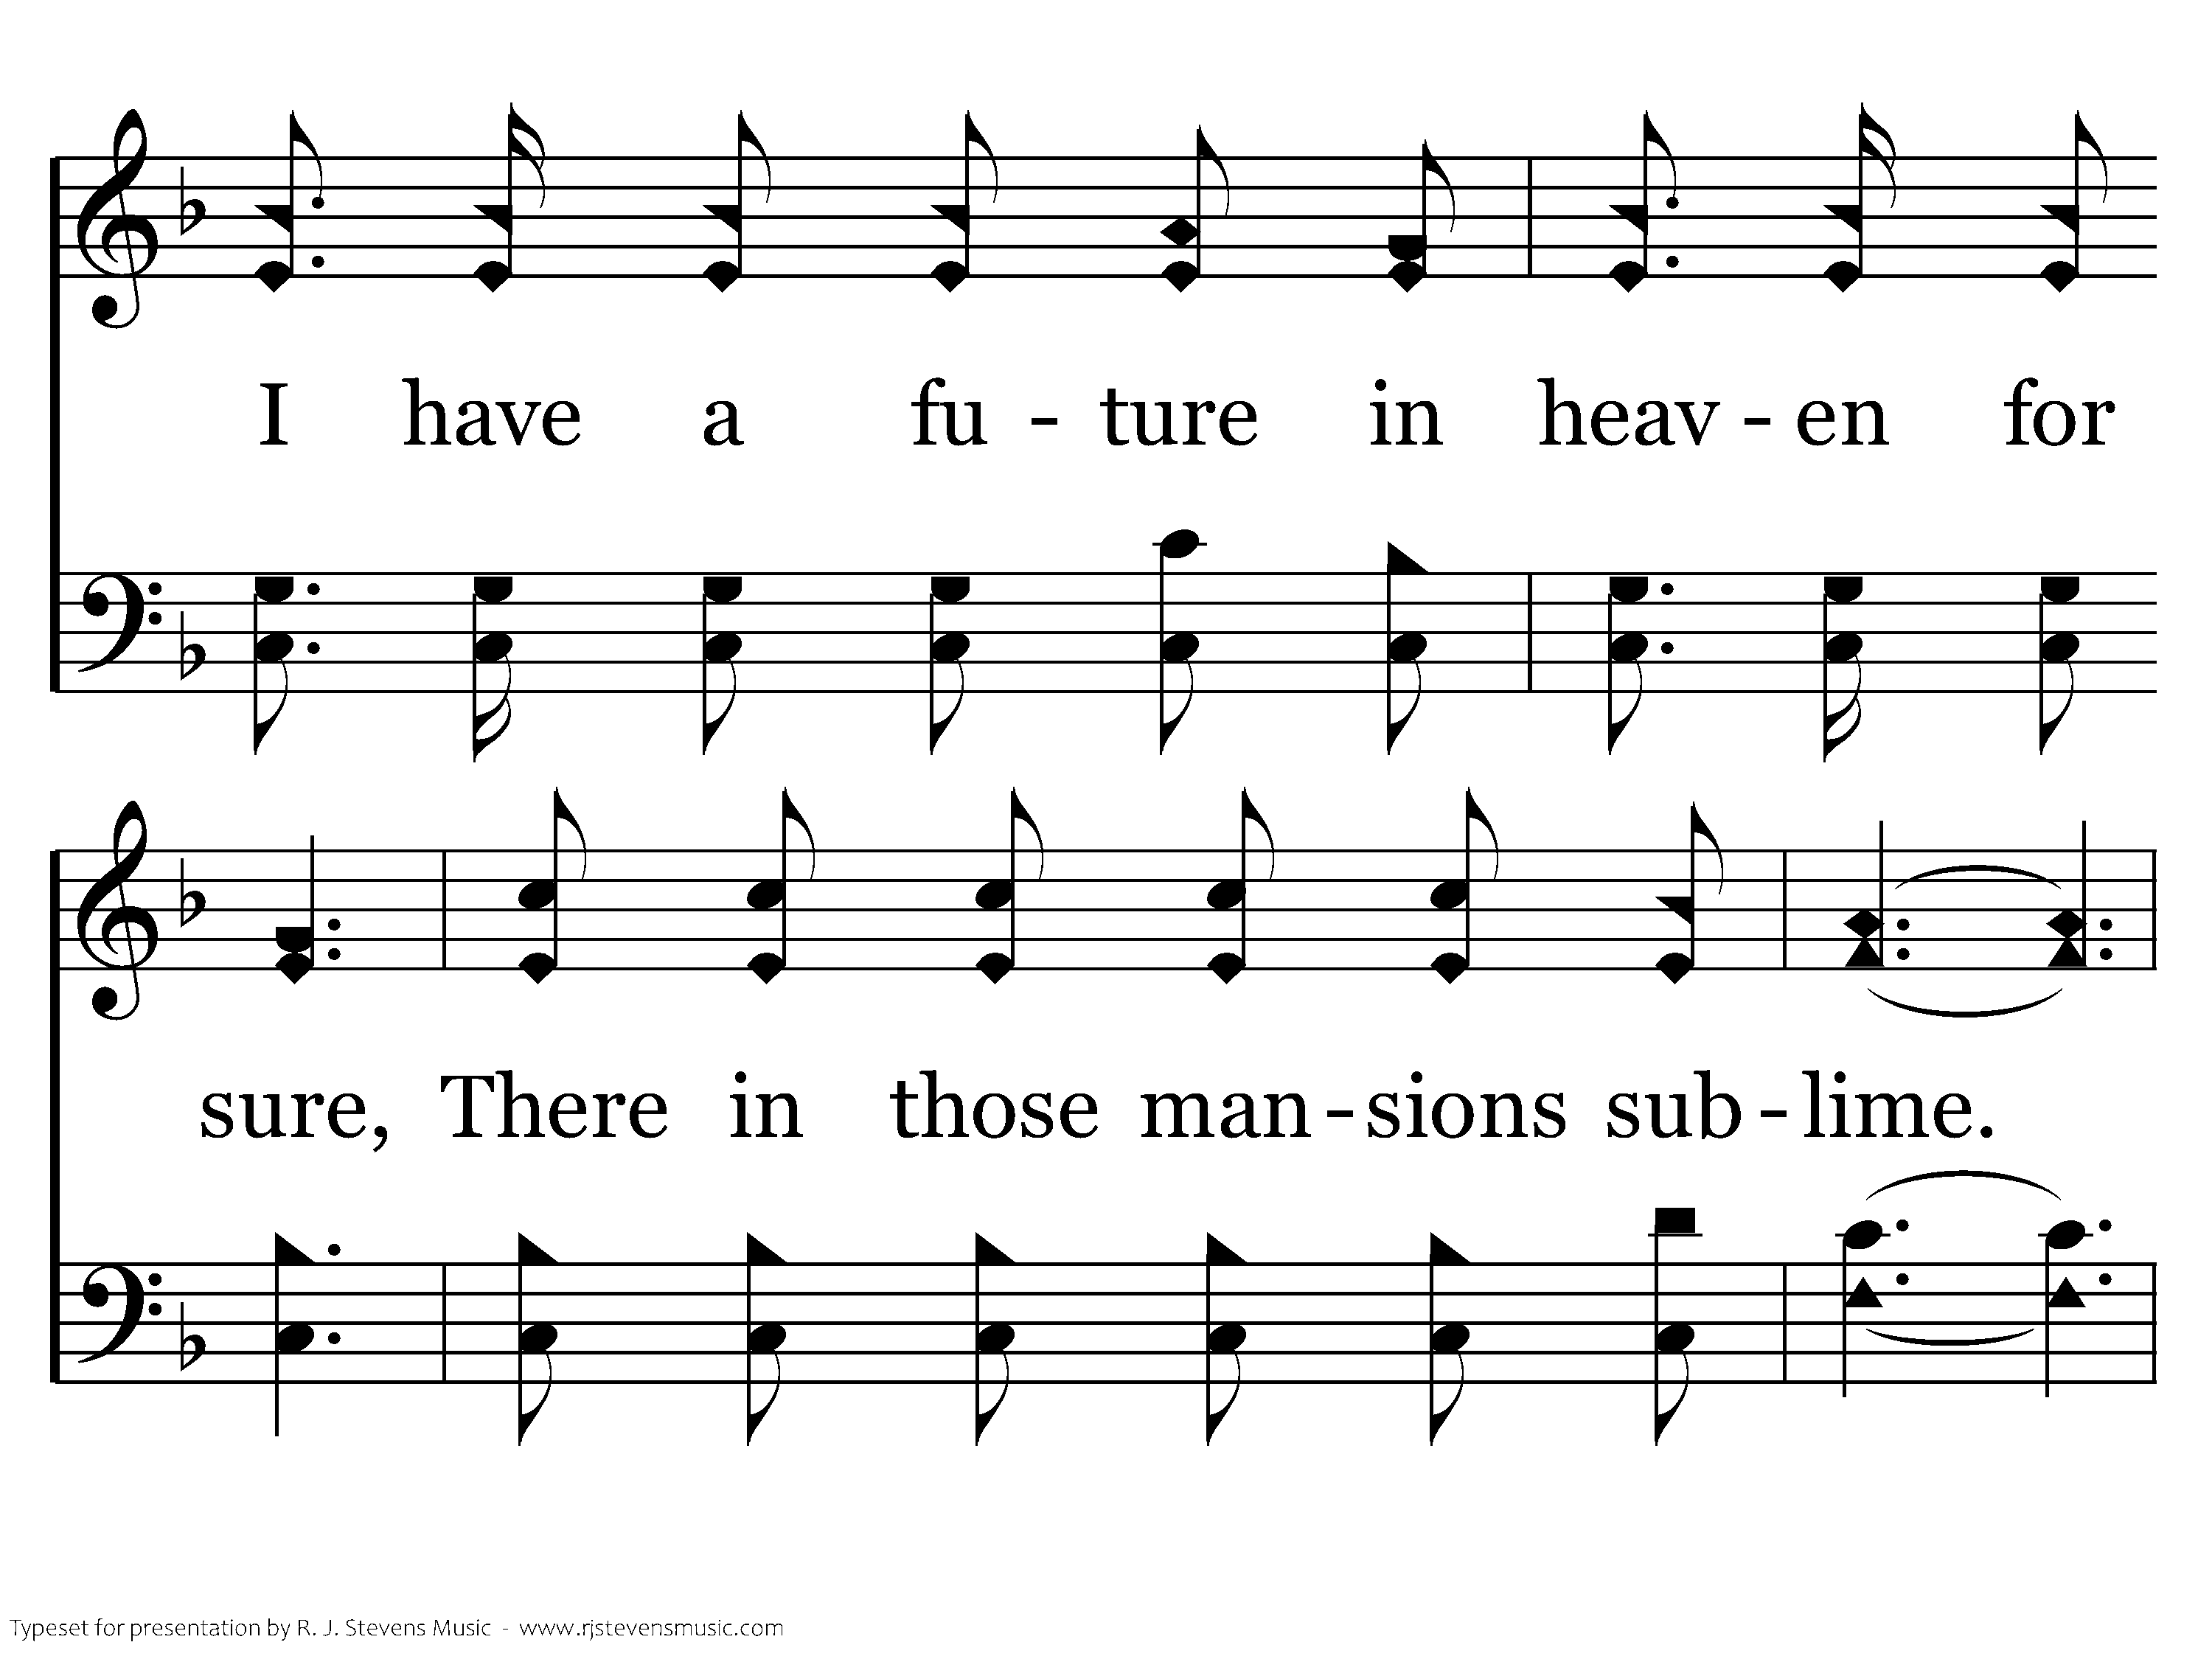 I have a fu - ture in heav - en for
sure, There in those man - sions sub - lime.
Typeset for presentation by R. J. Stevens Music - www.rjstevensmusic.com